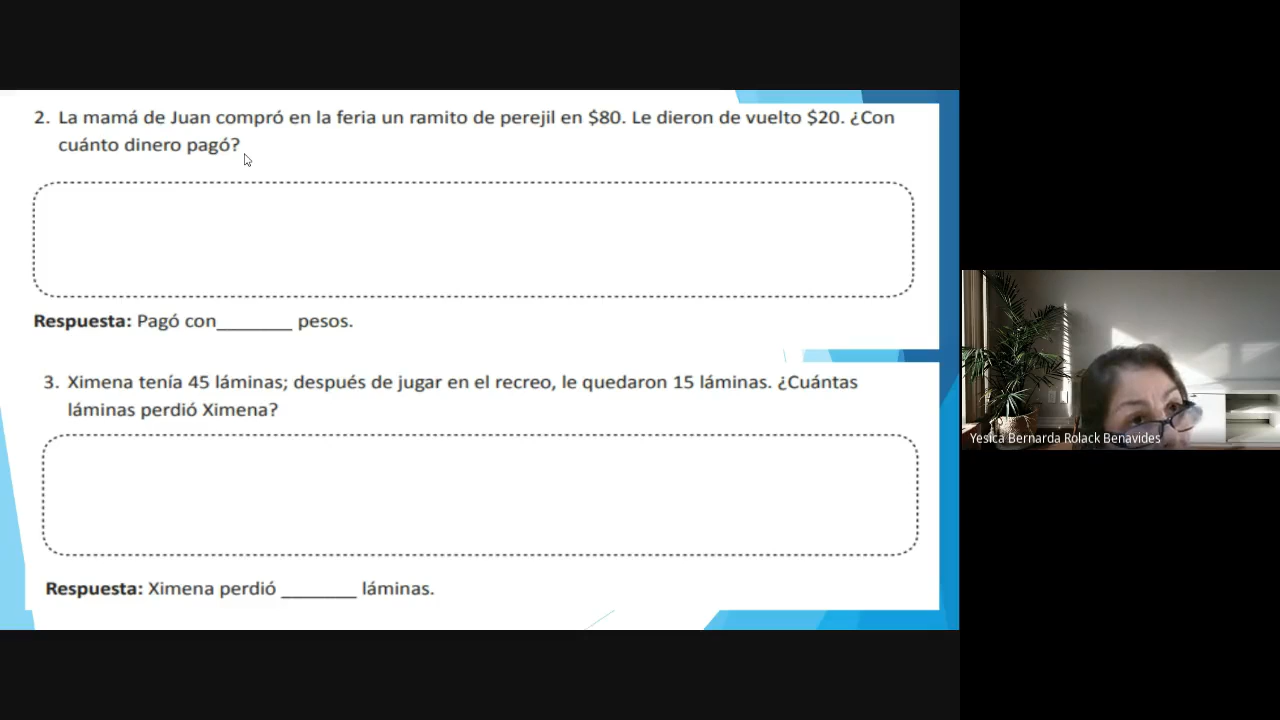 2. La mamá de Juan compró en la feria un ramito de perejil en $80. Le dieron de vuelto $20. ¿Con
cuánto dinero pagó?
Respuesta: Pagó con_______ pesos.
3. Ximena tenía 45 láminas; después de jugar en el recreo, le quedaron 15 láminas. ¿Cuántas
láminas perdió Ximena?
Respuesta: Ximena perdió _______ láminas.
Yesica Bernarda Rolack Benavides